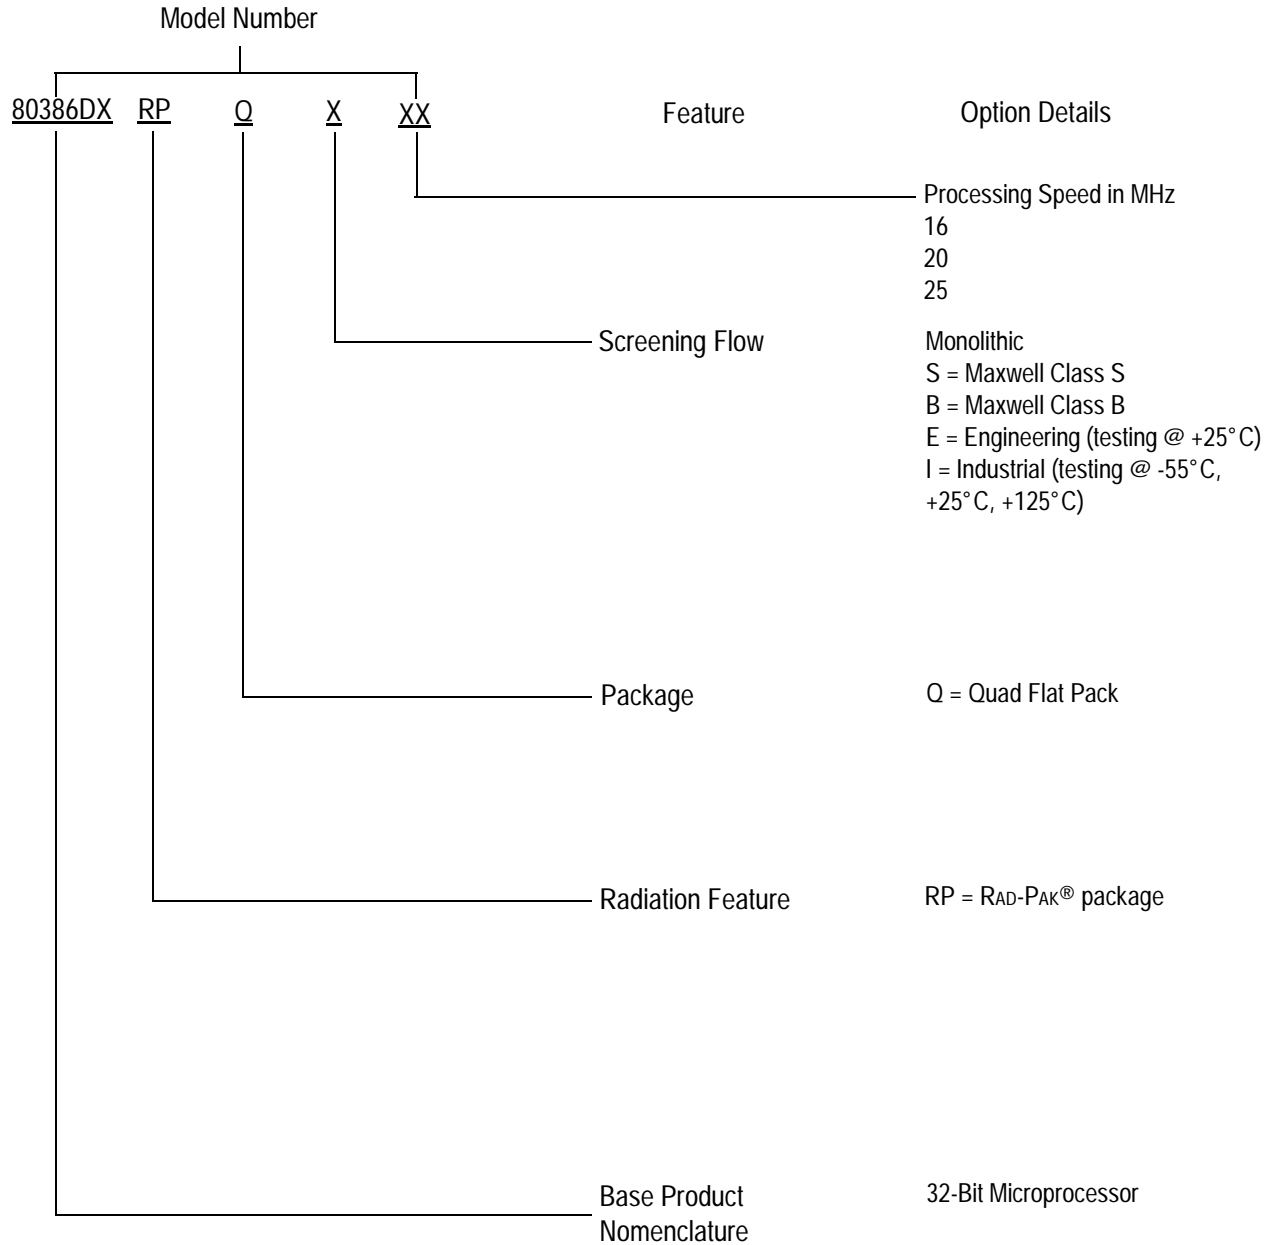 Model Number
80386DX RP Q X XX Feature Option Details
Processing Speed in MHz
16
20
25
Screening Flow Monolithic
S = Maxwell Class S
B = Maxwell Class B
E = Engineering (testing @ +25°C)
I = Industrial (testing @ -55°C,
+25°C, +125°C)
Package Q = Quad Flat Pack
Radiation Feature RP = RAD-PAK® package
Base Product 32-Bit Microprocessor
Nomenclature